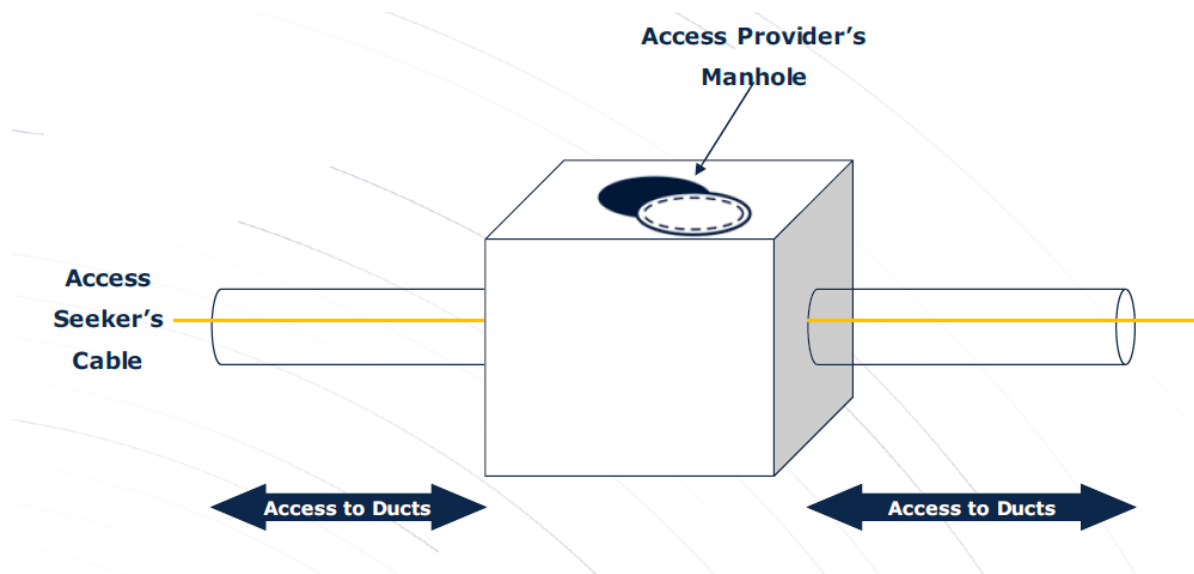 Access Provider’s
Manhole
Access
Seeker’s
Cable
Access to Ducts
Access to Ducts